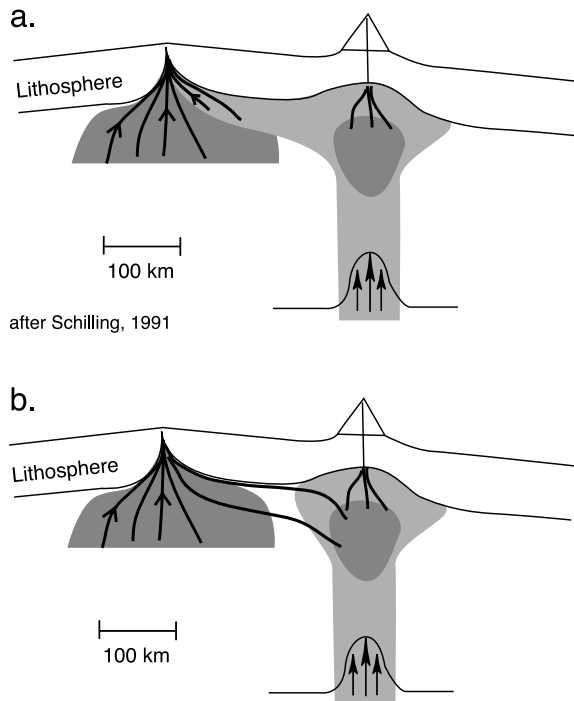 a.
Lithosphere
100 km
after Schilling, 1991
b.
Lithosphere
100 km